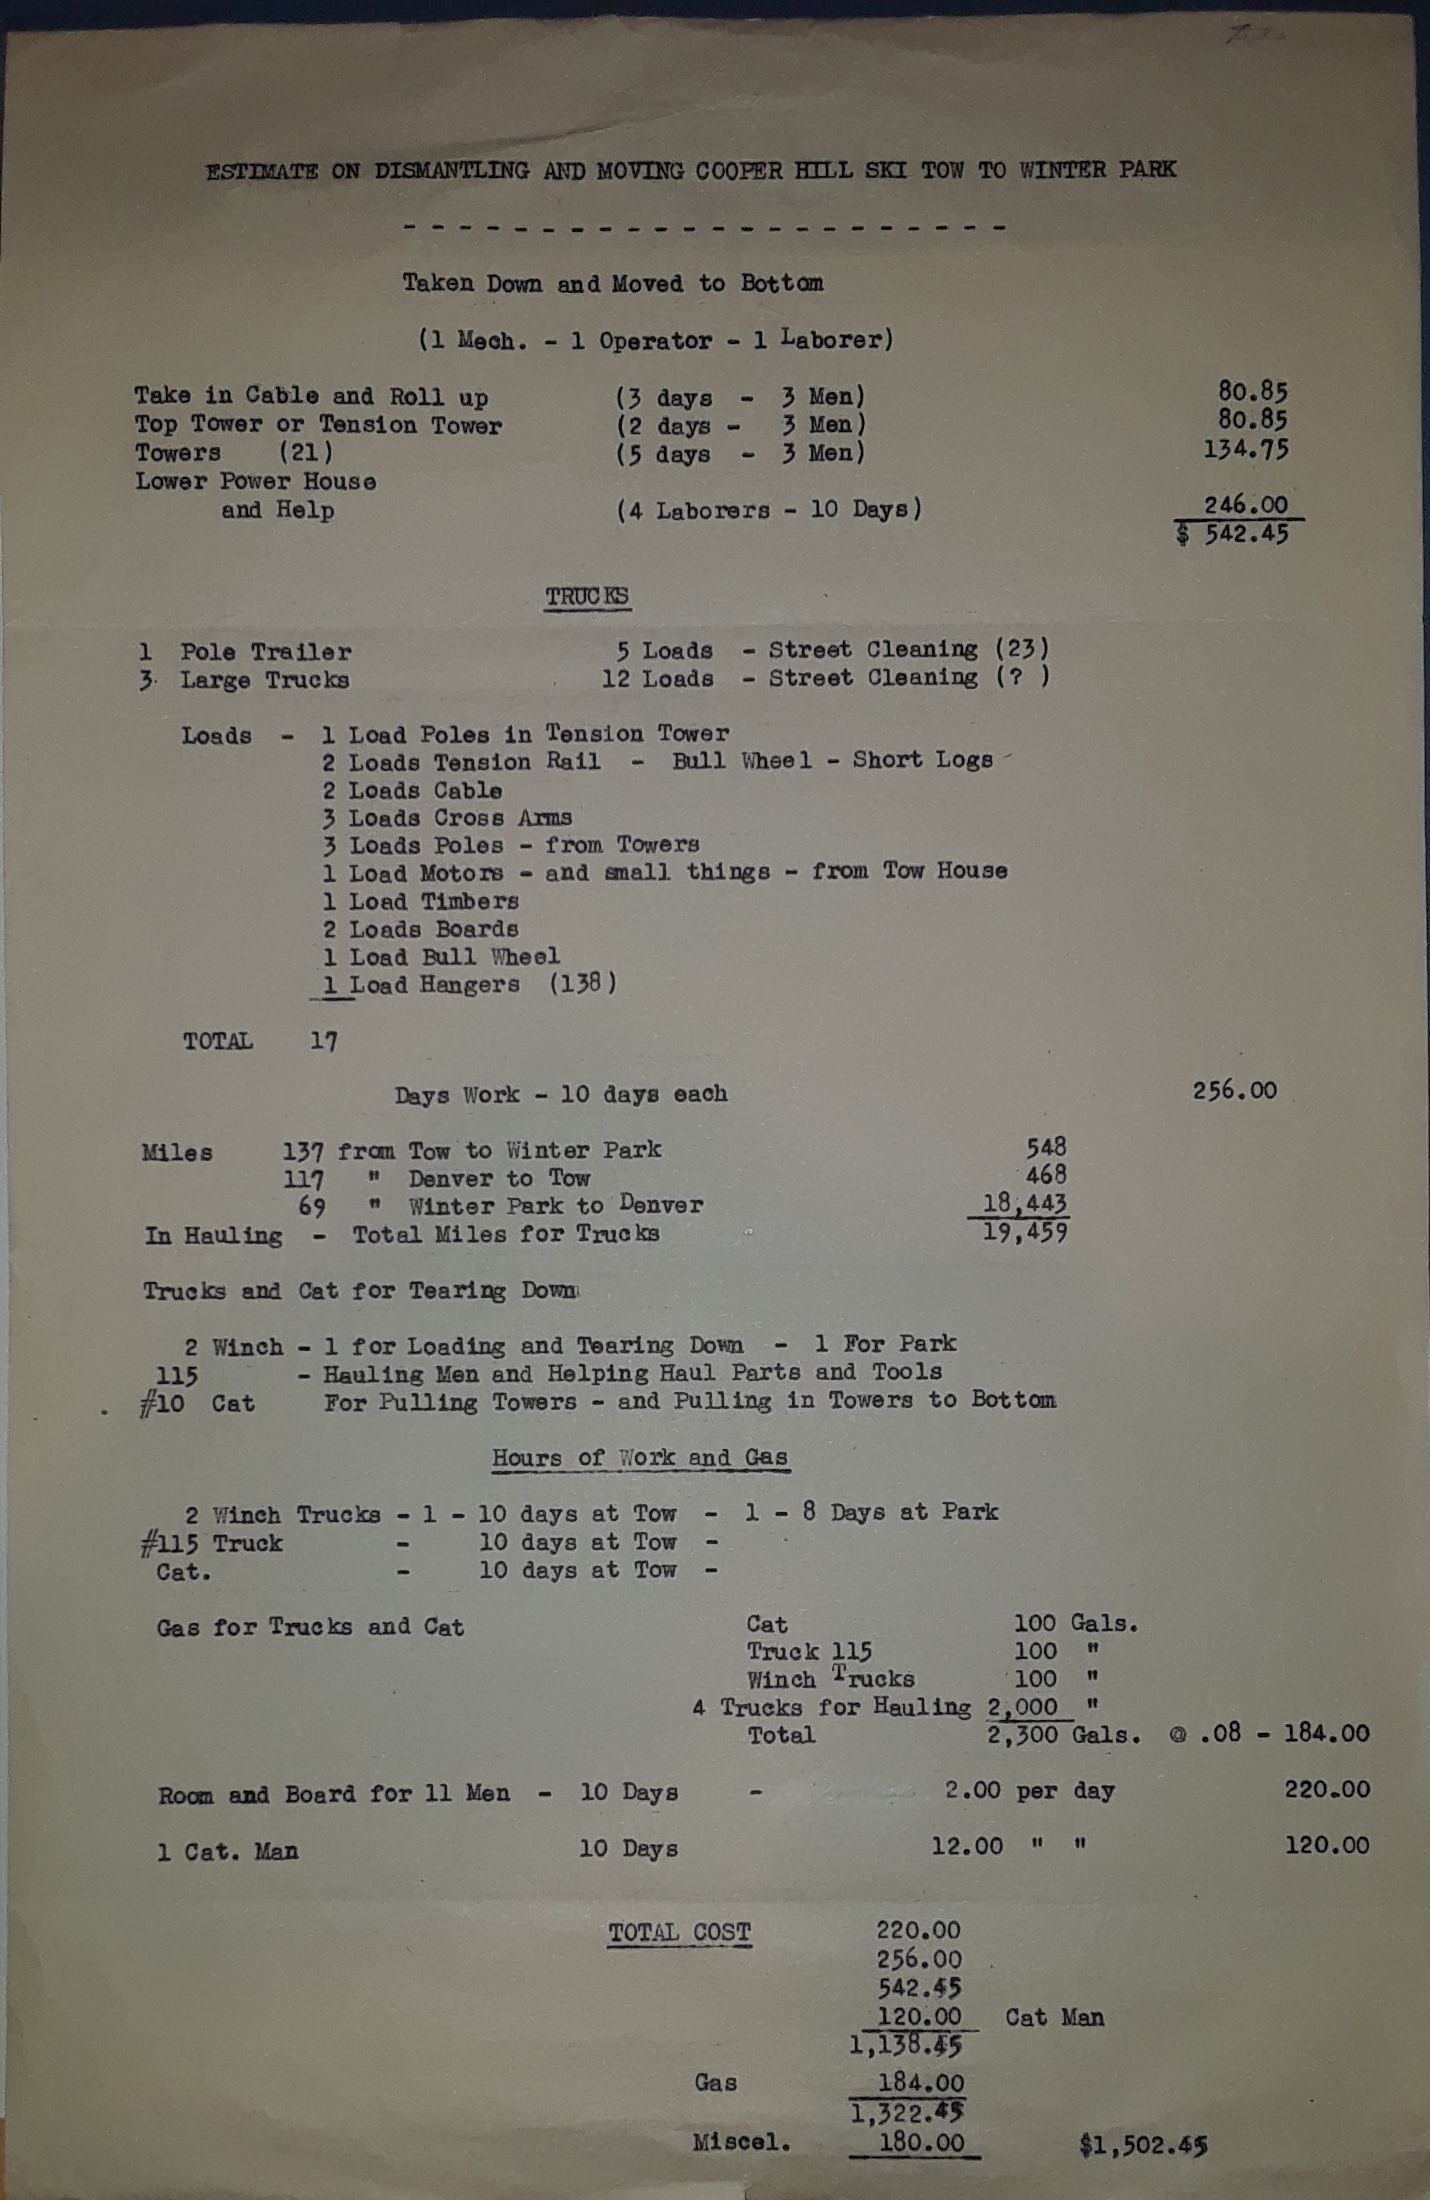 ESTIMATE ON DISMANTLING AND MOVING COOPER HILL SKI TOW TO WINTER PARK
- - - - - - - - - - - - - - - - - - - - - -
Taken Down and Moved to Bottom
(1 Mech. - 1 Operator - 1 Laborer)
Take in Cable and Roll up (3 days - 3 Men) 80.85
Top Tower or Tension Tower (2 days - 3 Men) 80.85
Towers (21) (5 days - 3 Men) 134.75
Lower Power House
and Help (4 Laborers - 10 Days) 246.00
$ 542.45
TRUCKS
1 Pole Trailer 5 Loads - Street Cleaning (23)
3 Large Trucks 12 Loads - Street Cleaning (? )
Loads - 1 Load Poles in Tension Tower
2 Loads Tension Rail - Bull Wheel - Short Logs
2 Loads Cable
3 Loads Cross Arms
3 Loads Poles - from Towers
1 Load Motors - and small things - from Tow House
1 Load Timbers
2 Loads Boards
1 Load Bull Wheel
1 Load Hangers (138)
TOTAL 17
Days Work - 10 days each 256.00
Miles 137 from Tow to Winter Park 548
117 " Denver to Tow 468
69 " Winter Park to Denver 18,443
In Hauling - Total Miles for Trucks 19,459
Trucks and Cat for Tearing Down
2 Winch - 1 for Loading and Tearing Down - 1 For Park
115 - Hauling Men and Helping Haul Parts and Tools
#10 Cat For Pulling Towers - and Pulling in Towers to Bottom
Hours of Work and Gas
2 Winch Trucks - 1 - 10 days at Tow - 1 - 8 Days at Park
#115 Truck - 10 days at Tow -
Cat. - 10 days at Tow -
Gas for Trucks and Cat Cat 100 Gals.
Truck 115 100 "
Winch Trucks 100 "
4 Trucks for Hauling 2,000 "
Total 2,300 Gals. @ .08 - 184.00
Room and Board for 11 Men - 10 Days - 2.00 per day 220.00
1 Cat. Man 10 Days 12.00 " " 120.00
TOTAL COST 220.00
256.00
542.45
120.00 Cat Man
1,138.45
Gas 184.00
1,322.45
Miscel. 180.00 $1,502.45